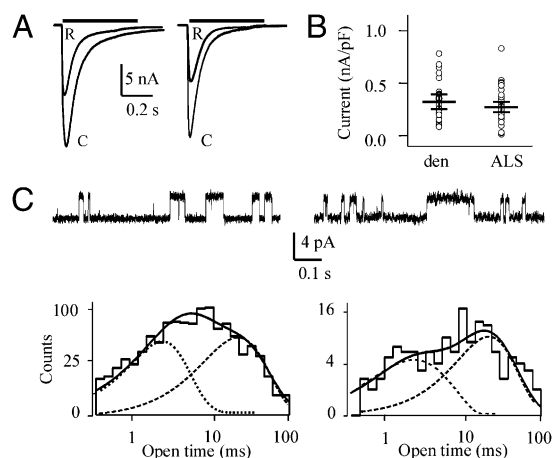 A
R
C
5 nA
0.2 s
R
C
B
Current (nA/pF)
1.0
0.5
0.0
den
ALS
C
4 pA
0.1 s
Counts
100
25
0
1
10
100
Open time (ms)
16
4
0
1
10
100
Open time (ms)